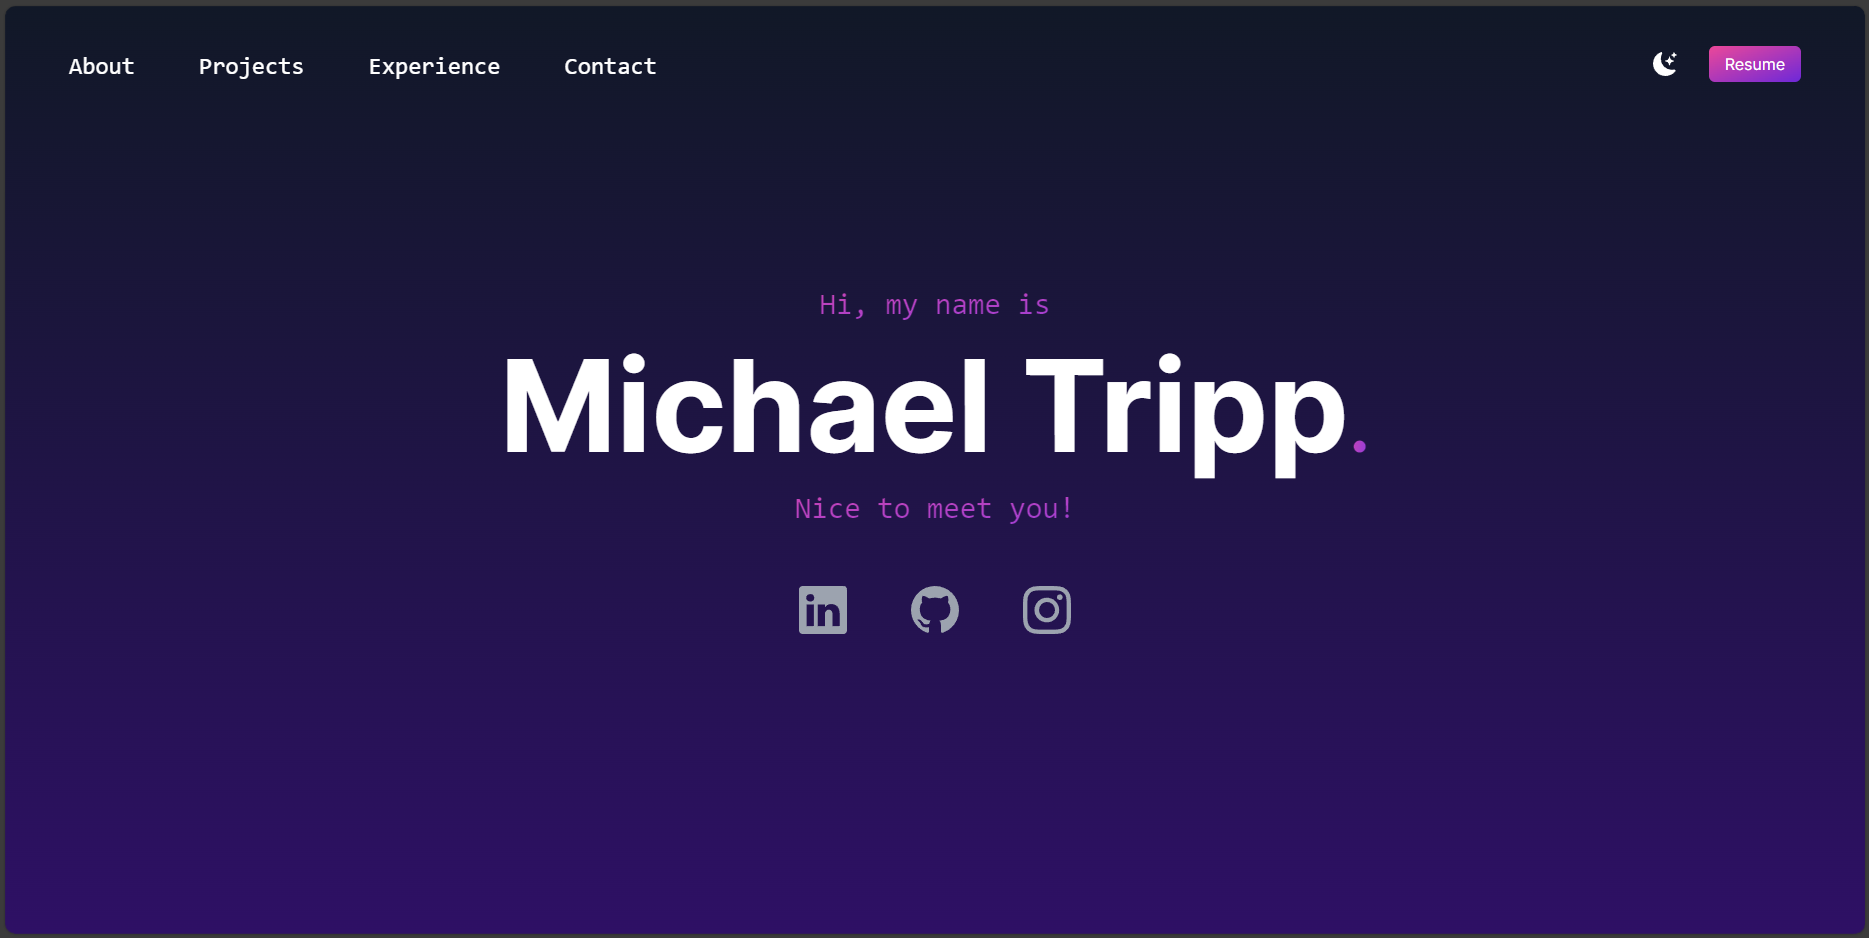 About Projects Experience Contact Resume
Hi, my name is
Michael Tripp.
Nice to meet you!
in